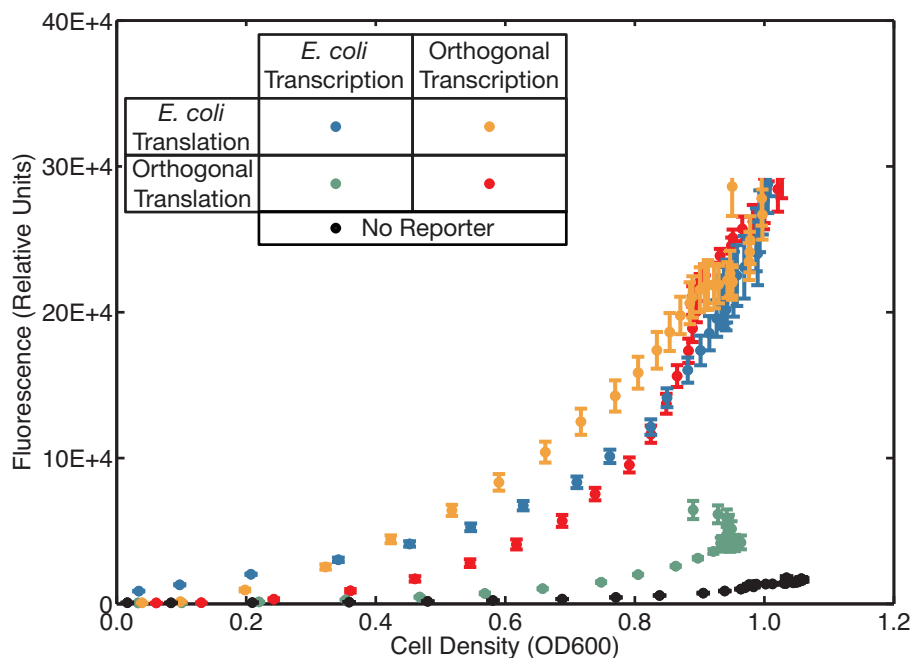 40E+4
30E+4
20E+4
10E+4
0
Fluorescence (Relative Units)
E. coli
Transcription
Orthogonal
Transcription
E. coli
Translation
Orthogonal
Translation
No Reporter
0.0 0.2 0.4 0.6 0.8 1.0 1.2
Cell Density (OD600)